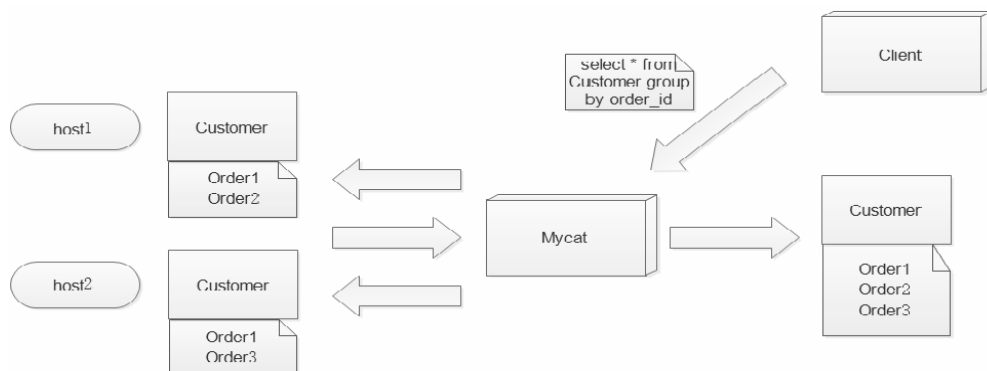 Client
select * from
Customer group
by order_id
host1
Customer
Order1
Order2
Mycat
Customer
Order1
Order2
Order3
host2
Customer
Order1
Order3